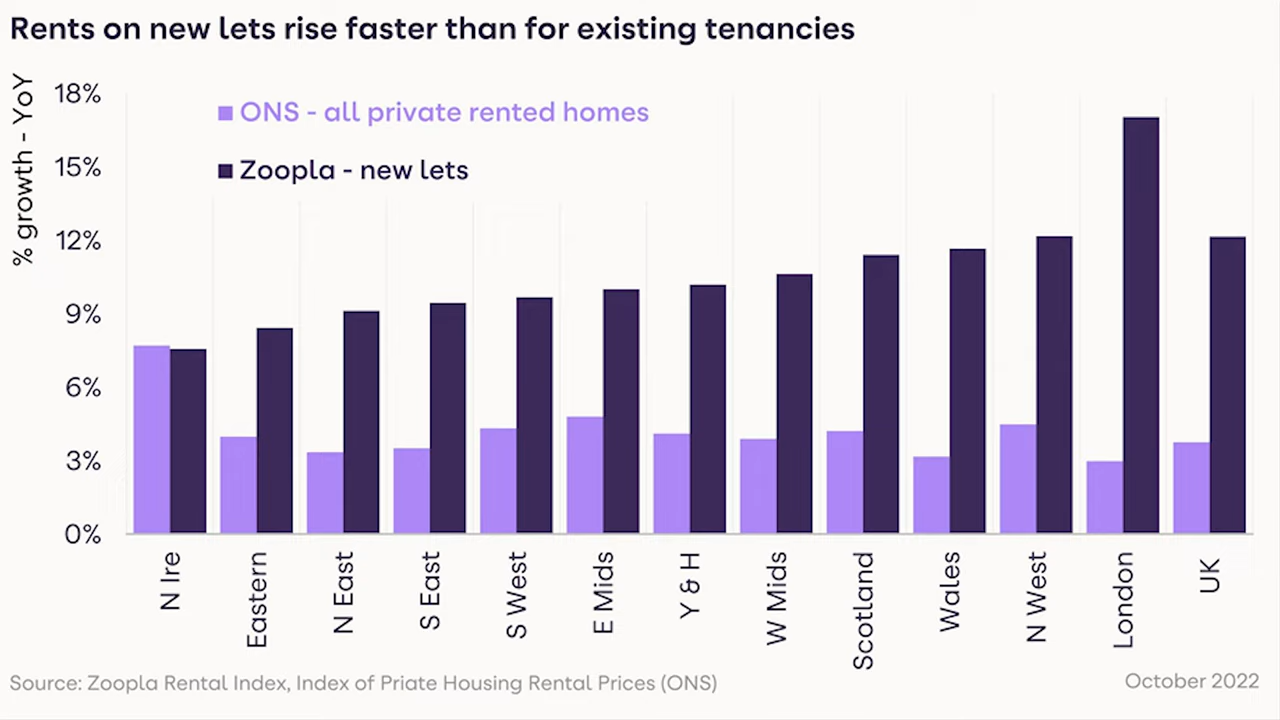 Rents on new lets rise faster than for existing tenancies
% growth - YoY
18%
15%
12%
9%
6%
3%
0%
ONS - all private rented homes
Zoopla - new lets
N Ire
Eastern
N East
S East
S West
E Mids
Y & H
W Mids
Scotland
Wales
N West
London
UK
Source: Zoopla Rental Index, Index of Priate Housing Rental Prices (ONS)
October 2022